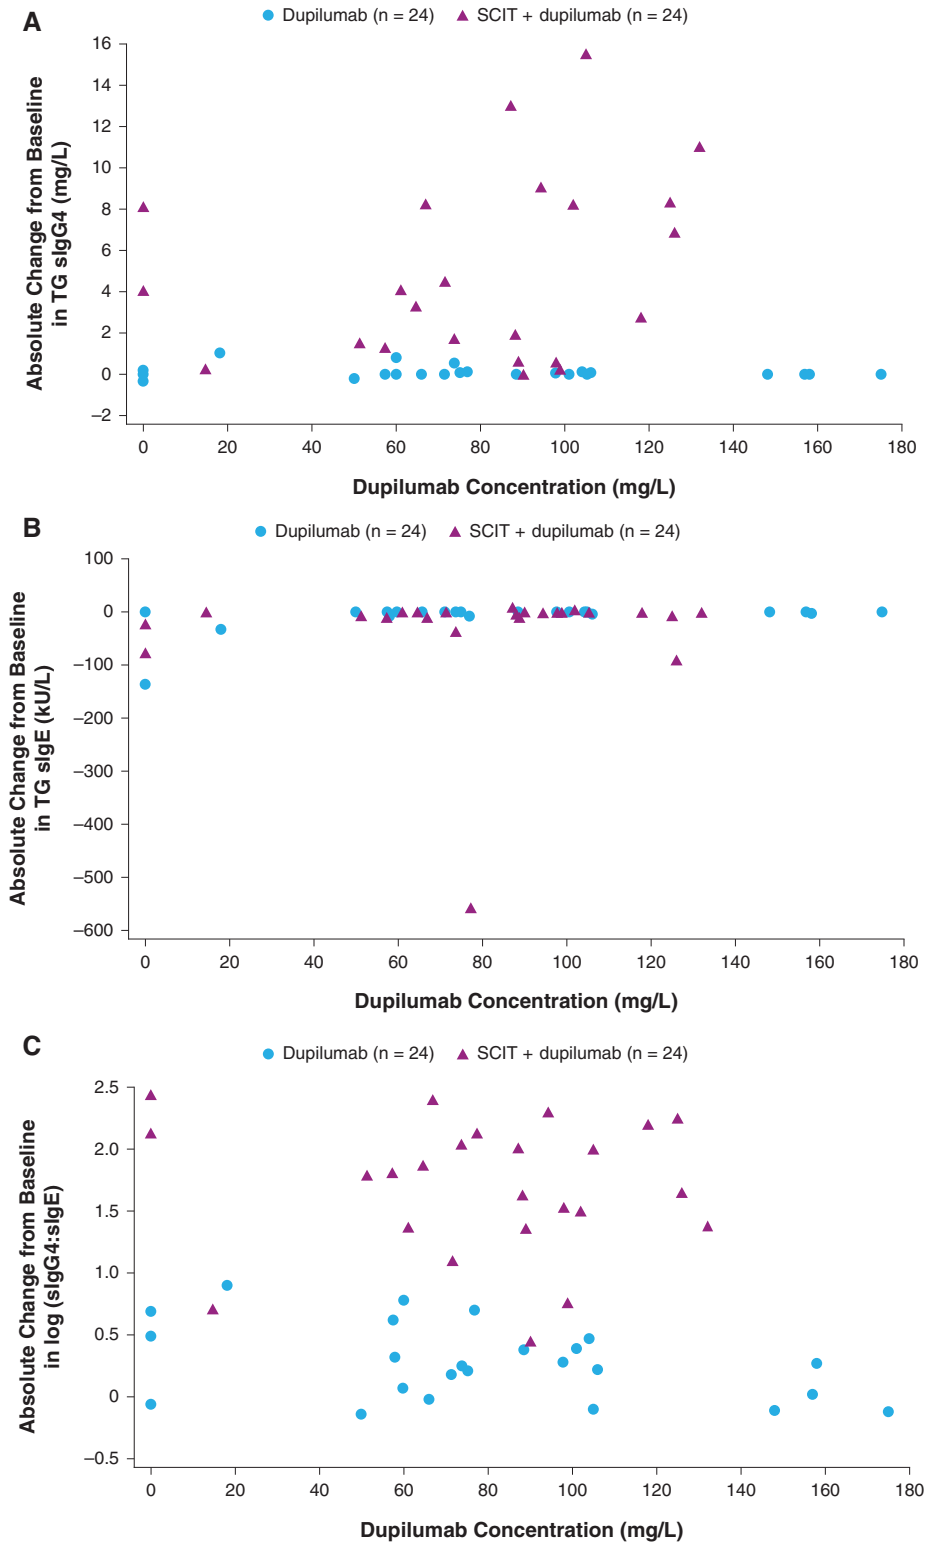 A
Dupilumab (n = 24) SCIT + dupilumab (n = 24)
Absolute Change from Baseline
in TG sIgG4 (mg/L)
16
14
12
10
8
6
4
2
0
–2
0 20 40 60 80 100 120 140 160 180
Dupilumab Concentration (mg/L)
B
Dupilumab (n = 24) SCIT + dupilumab (n = 24)
Absolute Change from Baseline
in TG sIgE (kU/L)
100
0
–100
–200
–300
–400
–500
–600
0 20 40 60 80 100 120 140 160 180
Dupilumab Concentration (mg/L)
C
Dupilumab (n = 24) SCIT + dupilumab (n = 24)
Absolute Change from Baseline
in log (sIgG4:sIgE)
2.5
2.0
1.5
1.0
0.5
0
–0.5
0 20 40 60 80 100 120 140 160 180
Dupilumab Concentration (mg/L)